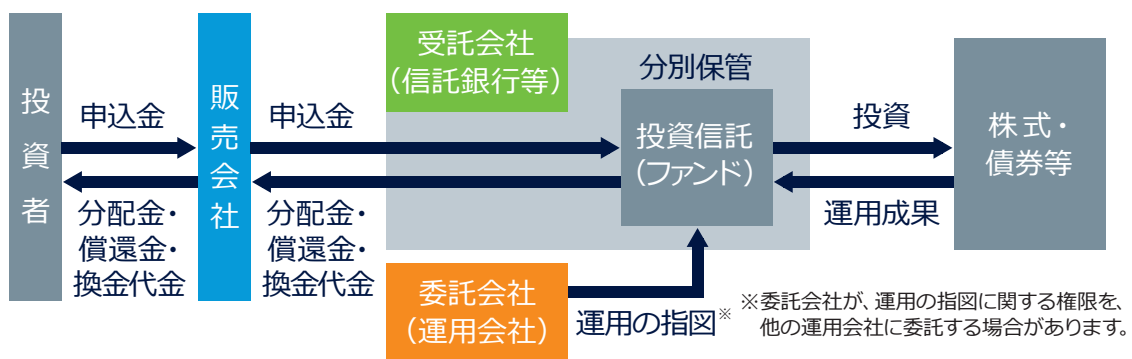 投資者
申込金
分配金・
償還金・
換金代金
販売会社
申込金
分配金・
償還金・
換金代金
受託会社
（信託銀行等）
分別保管
投資信託
（ファンド）
委託会社
（運用会社）
運用の指図※
投資
運用成果
株式・
債券等
※委託会社が、運用の指図に関する権限を、
他の運用会社に委託する場合があります。